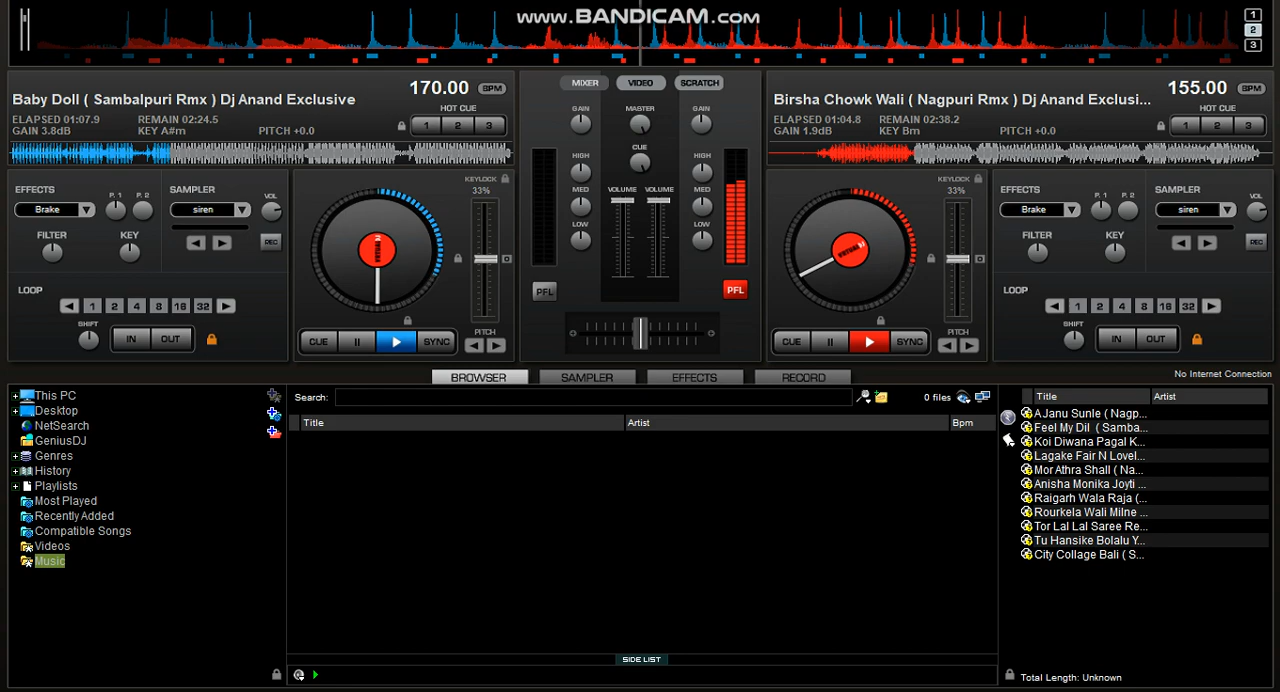 www.BANDICAM.com
1
2
3
Baby Doll ( Sambalpuri Rmx ) Dj Anand Exclusive
170.00 BPM
ELAPSED 01:07.9 REMAIN 02:24.5
GAIN 3.8dB KEY A#m PITCH +0.0
HOT CUE
1 2 3
MIXER VIDEO SCRATCH
GAIN MASTER GAIN
CUE
HIGH HIGH
MED VOLUME VOLUME MED
LOW LOW
PFL PFL
Birsha Chowk Wali ( Nagpuri Rmx ) Dj Anand Exclusi...
155.00 BPM
ELAPSED 01:04.8 REMAIN 02:38.2
GAIN 1.9dB KEY Bm PITCH +0.0
HOT CUE
1 2 3
EFFECTS P. 1 P. 2 SAMPLER VOL
Brake siren
FILTER KEY REC
LOOP
1 2 4 8 16 32
SHIFT IN OUT
KEYLOCK
33%
CUE SYNC PITCH
KEYLOCK
33%
CUE SYNC PITCH
EFFECTS P. 1 P. 2 SAMPLER VOL
Brake siren
FILTER KEY REC
LOOP
1 2 4 8 16 32
SHIFT IN OUT
BROWSER SAMPLER EFFECTS RECORD
No Internet Connection
This PC
Desktop
NetSearch
GeniusDJ
Genres
History
Playlists
Most Played
Recently Added
Compatible Songs
Videos
Music
Search: 0 files
Title Artist Bpm
SIDE LIST
Title Artist
A Janu Sunle ( Nagp...
Feel My Dil ( Samba...
Koi Diwana Pagal K...
Lagake Fair N Lovel...
Mor Athra Shall ( Na...
Anisha Monika Joyti ...
Raigarh Wala Raja (...
Rourkela Wali Milne ...
Tor Lal Lal Saree Re...
Tu Hansike Bolalu Y...
City Collage Bali ( S...
Total Length: Unknown